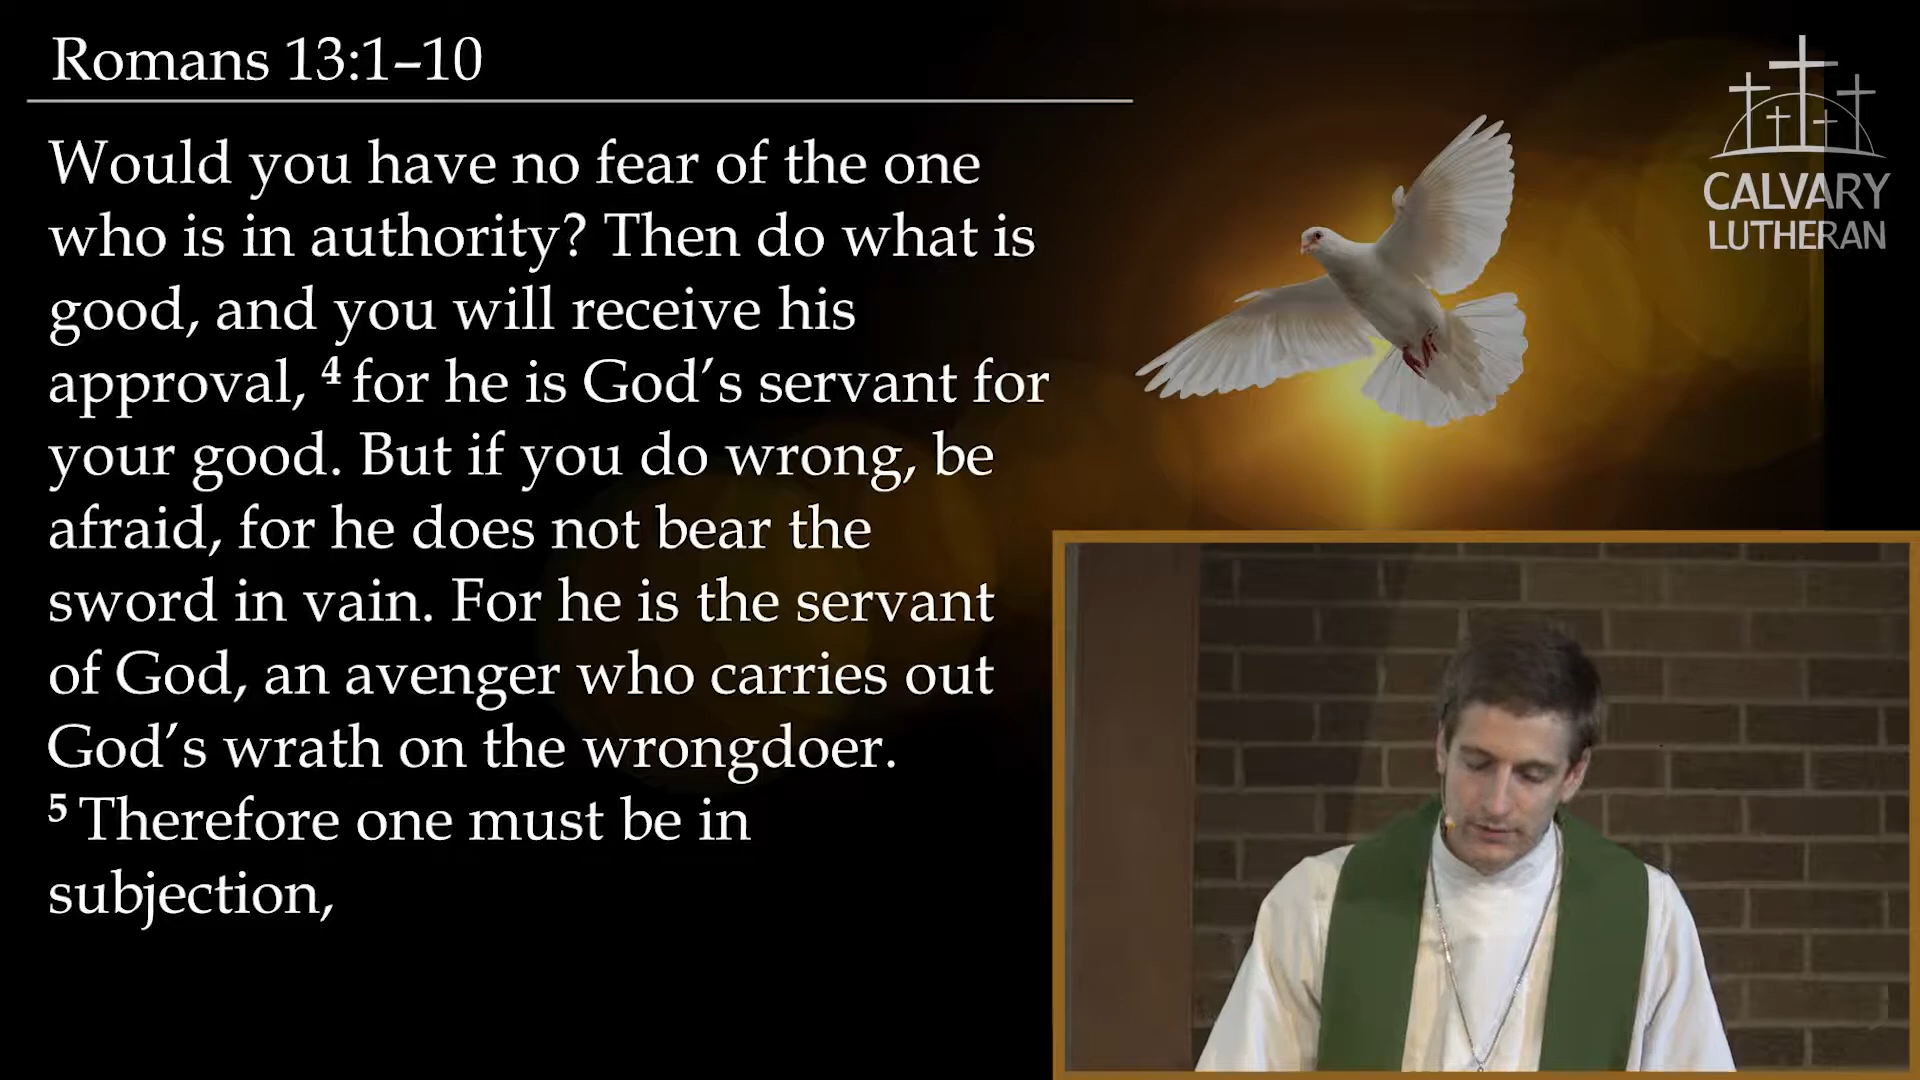 Romans 13:1–10
Would you have no fear of the one
who is in authority? Then do what is
good, and you will receive his
approval, ⁴ for he is God’s servant for
your good. But if you do wrong, be
afraid, for he does not bear the
sword in vain. For he is the servant
of God, an avenger who carries out
God’s wrath on the wrongdoer.
⁵ Therefore one must be in
subjection,
CALVARY
LUTHERAN